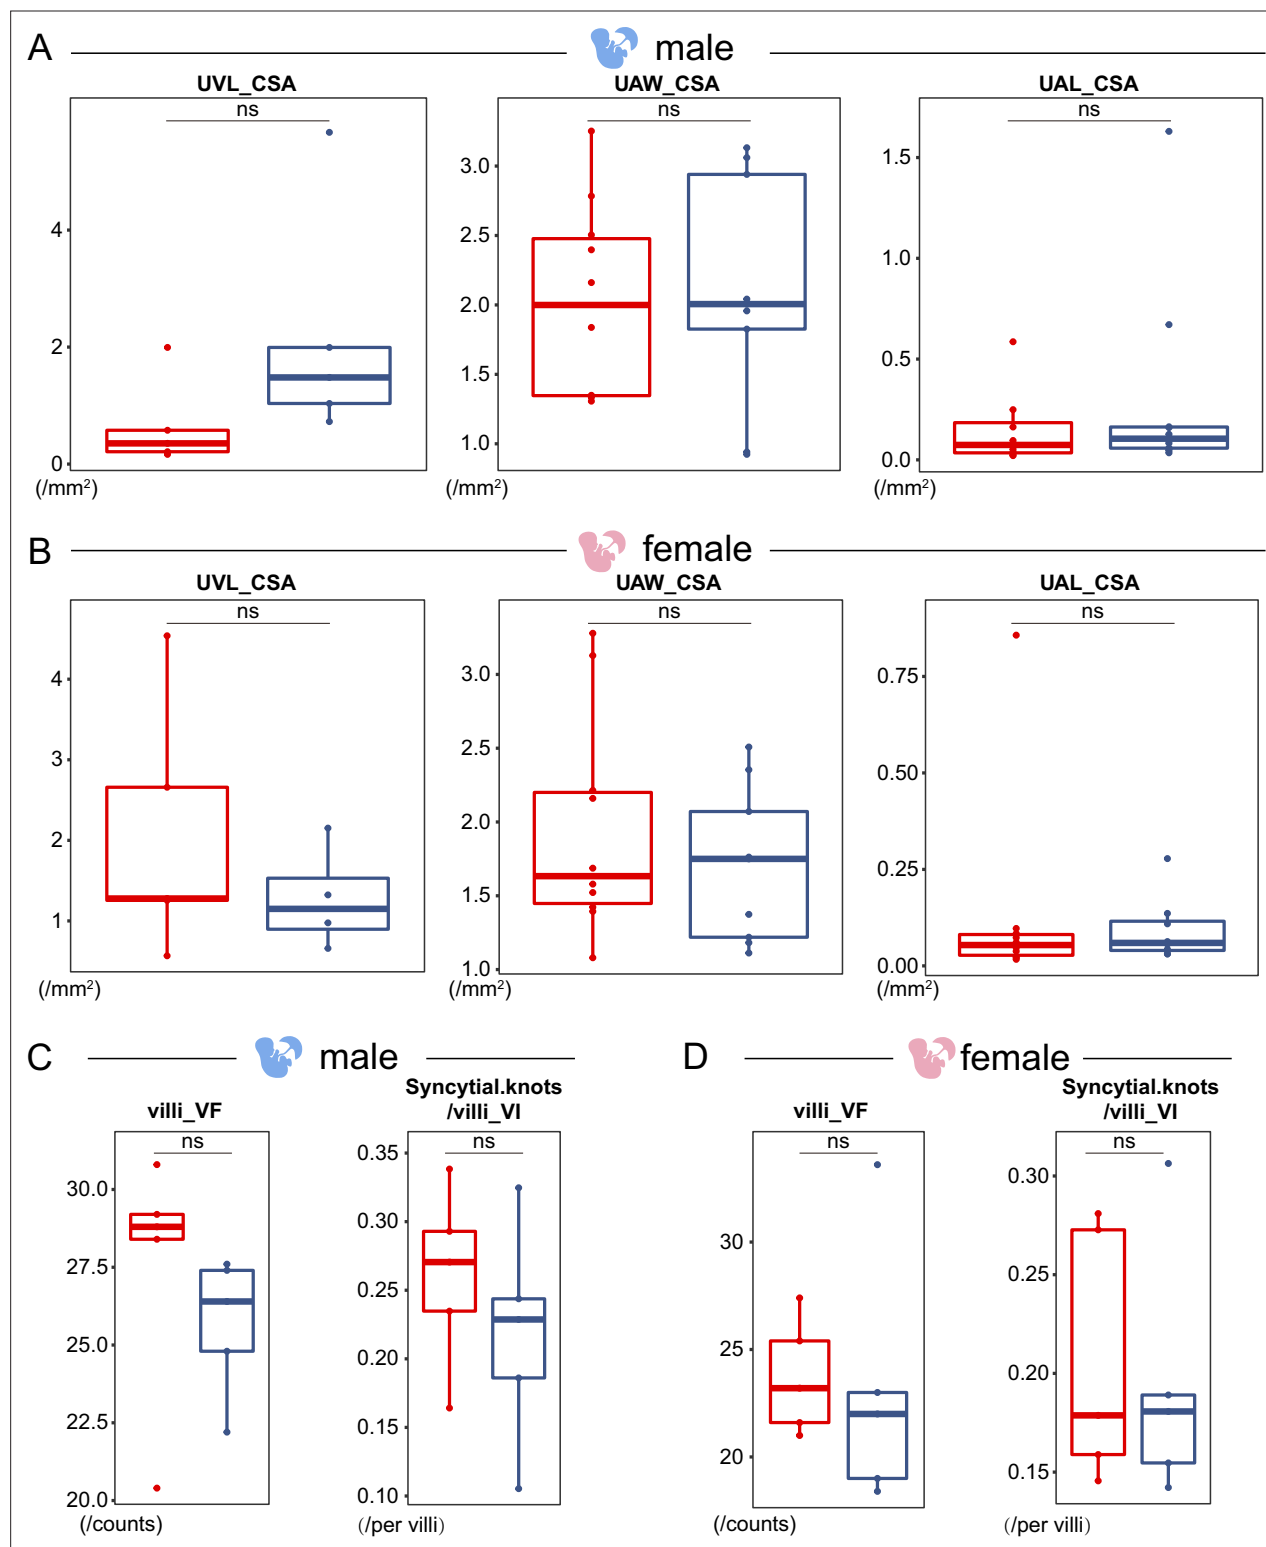 A male
UVL_CSA UAW_CSA UAL_CSA
ns ns ns
4
2
0
3.0
2.5
2.0
1.5
1.0
1.5
1.0
0.5
0.0
(/mm²) (/mm²) (/mm²)
B female
UVL_CSA UAW_CSA UAL_CSA
ns ns ns
4
3
2
1
3.0
2.5
2.0
1.5
1.0
0.75
0.50
0.25
0.00
(/mm²) (/mm²) (/mm²)
C male
villi_VF
Syncytial.knots
/villi_VI
ns ns
30.0
27.5
25.0
22.5
20.0
0.35
0.30
0.25
0.20
0.15
0.10
(/counts) (/per villi)
D female
villi_VF
Syncytial.knots
/villi_VI
ns ns
30
25
20
0.30
0.25
0.20
0.15
(/counts) (/per villi)